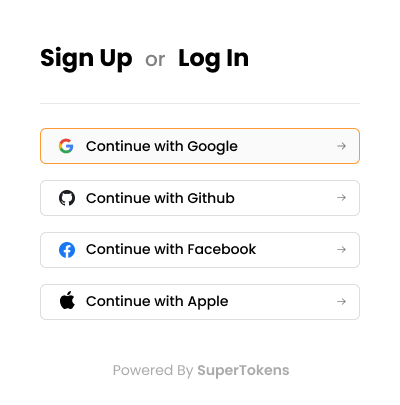 Sign Up or Log In
Continue with Google
Continue with Github
Continue with Facebook
Continue with Apple
Powered By SuperTokens